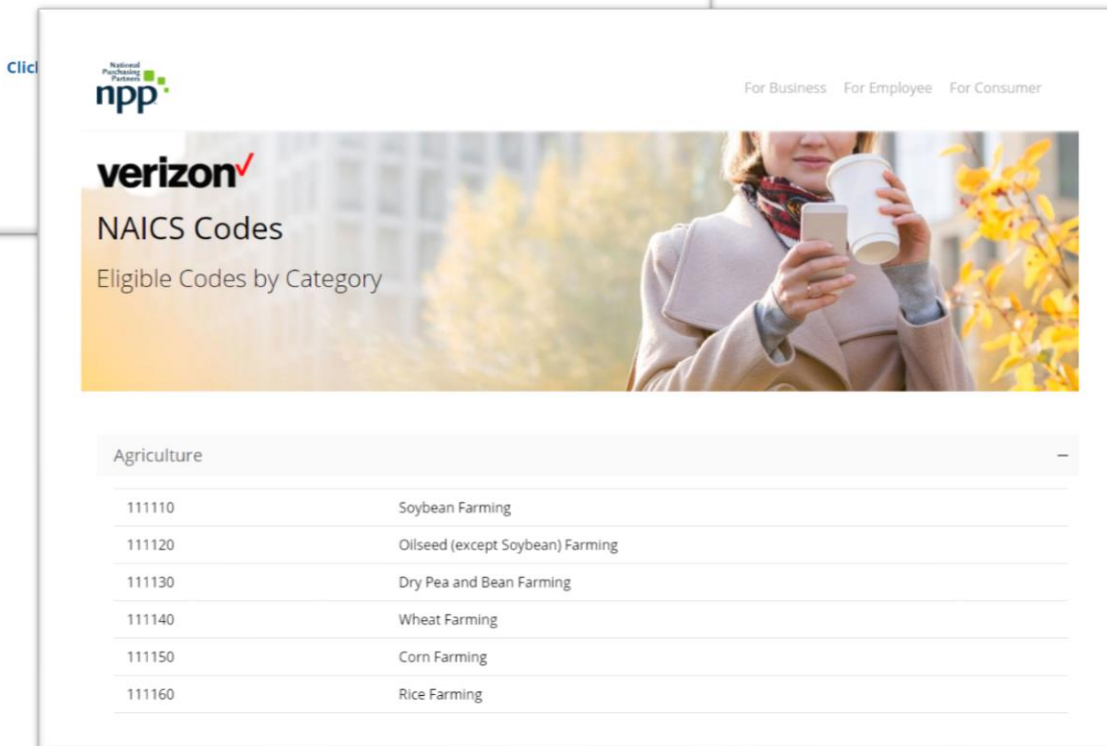 Clic
National
Purchasing
Partners
npp
For Business For Employee For Consumer
verizon
NAICS Codes
Eligible Codes by Category
Agriculture –
111110 Soybean Farming
111120 Oilseed (except Soybean) Farming
111130 Dry Pea and Bean Farming
111140 Wheat Farming
111150 Corn Farming
111160 Rice Farming